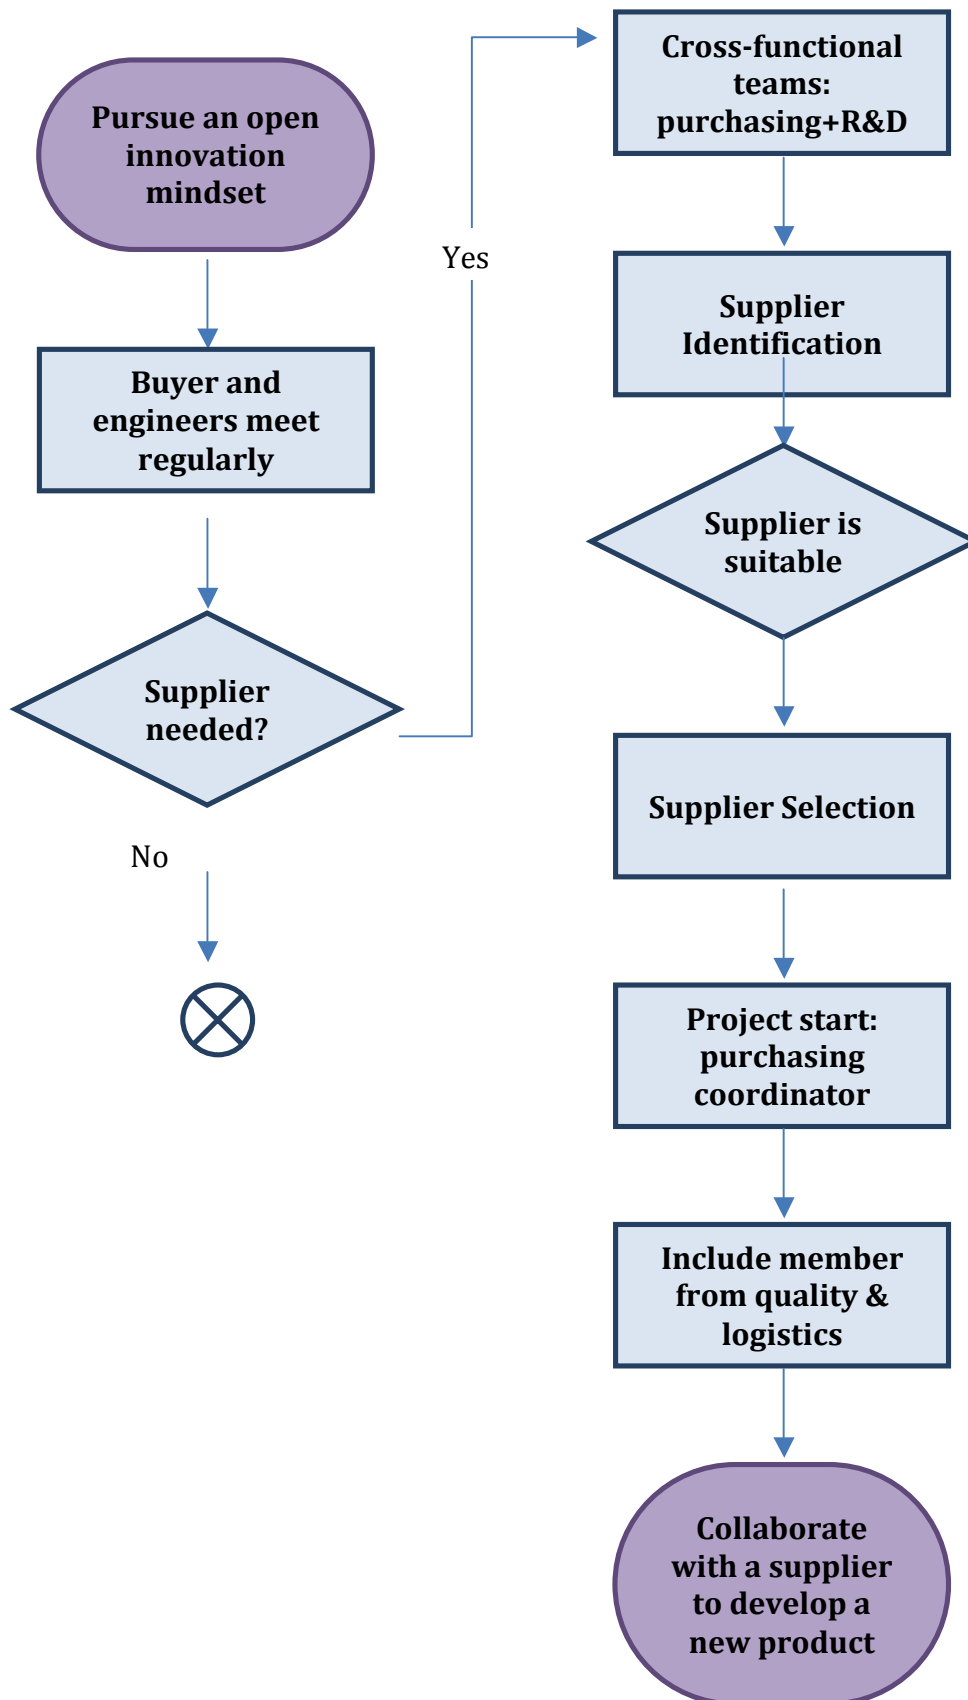 Pursue an open
innovation
mindset
Buyer and
engineers meet
regularly
Supplier
needed?
No
Yes
Cross-functional
teams:
purchasing+R&D
Supplier
Identification
Supplier is
suitable
Supplier Selection
Project start:
purchasing
coordinator
Include member
from quality &
logistics
Collaborate
with a supplier
to develop a
new product